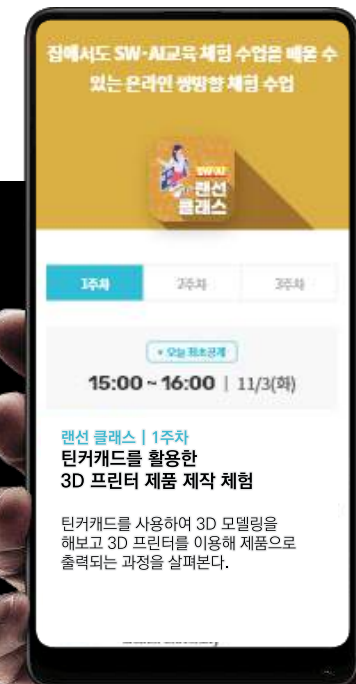 집에서도 SW·AI교육 체험 수업을 배울 수
있는 온라인 쌍방향 체험 수업
SW·AI
랜선
클래스
1주차
2주차
3주차
• 오늘 최초공개
15:00 ~ 16:00 | 11/3(화)
랜선 클래스 | 1주차
틴커캐드를 활용한
3D 프린터 제품 제작 체험
틴커캐드를 사용하여 3D 모델링을
해보고 3D 프린터를 이용해 제품으로
출력되는 과정을 살펴본다.